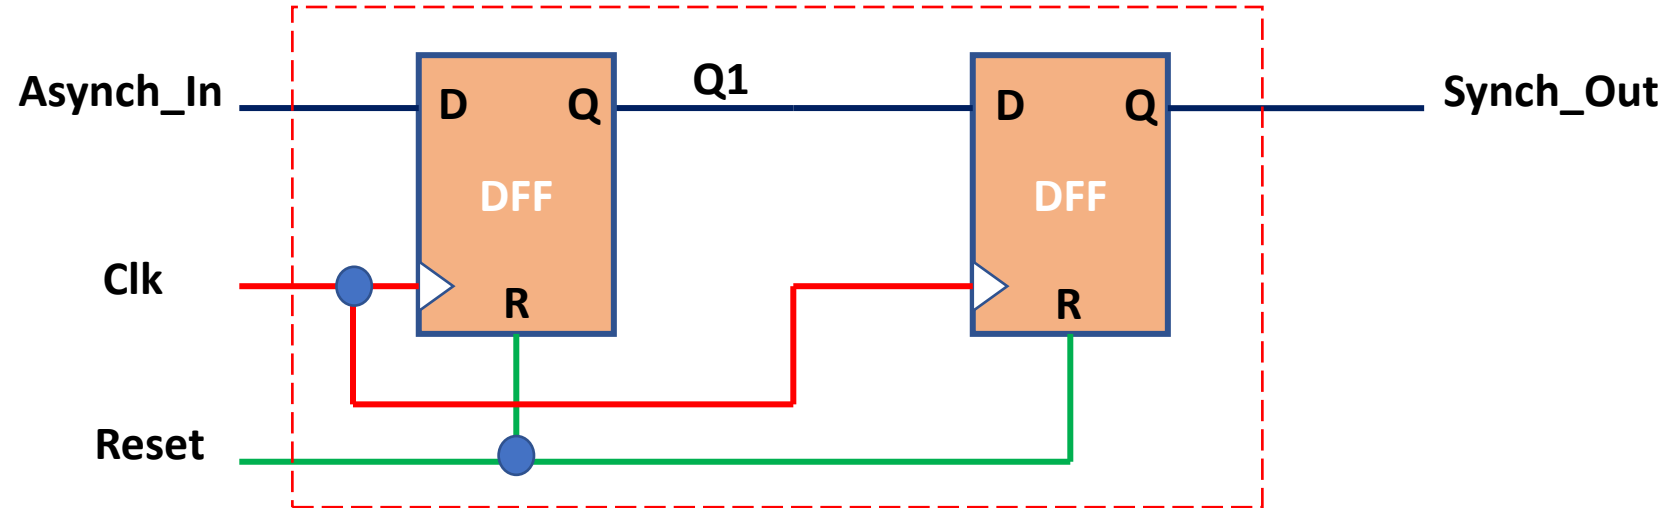 Asynch_In
D
Q
Q1
D
Q
Synch_Out
DFF
DFF
Clk
R
R
Reset